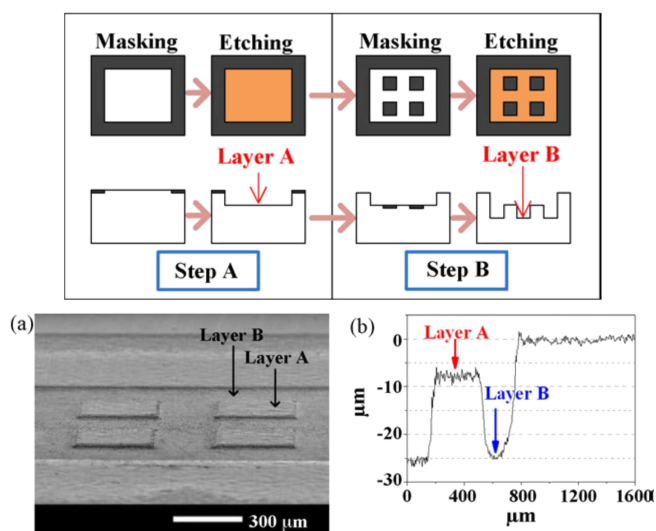 Masking Etching Masking Etching
Layer A Layer B
Step A Step B
(a) (b)
Layer B
Layer A
300 μm
Layer A
Layer B
0
-10
-20
-30
μm
0 400 800 1200 1600
μm